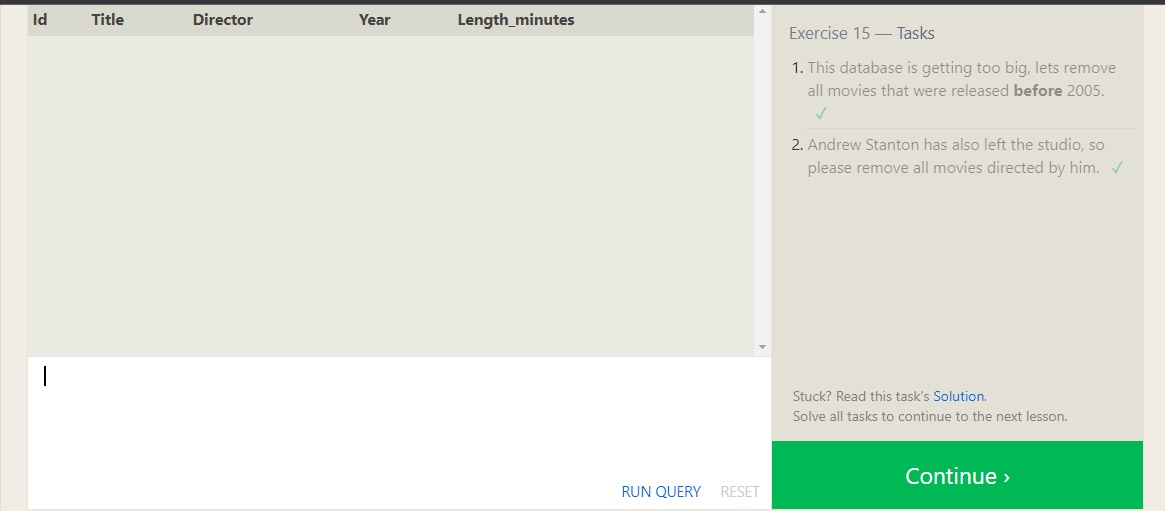 Id Title Director Year Length_minutes
Exercise 15 — Tasks
1. This database is getting too big, lets remove
all movies that were released before 2005.
✓
2. Andrew Stanton has also left the studio, so
please remove all movies directed by him. ✓
Stuck? Read this task's Solution.
Solve all tasks to continue to the next lesson.
RUN QUERY RESET
Continue ›